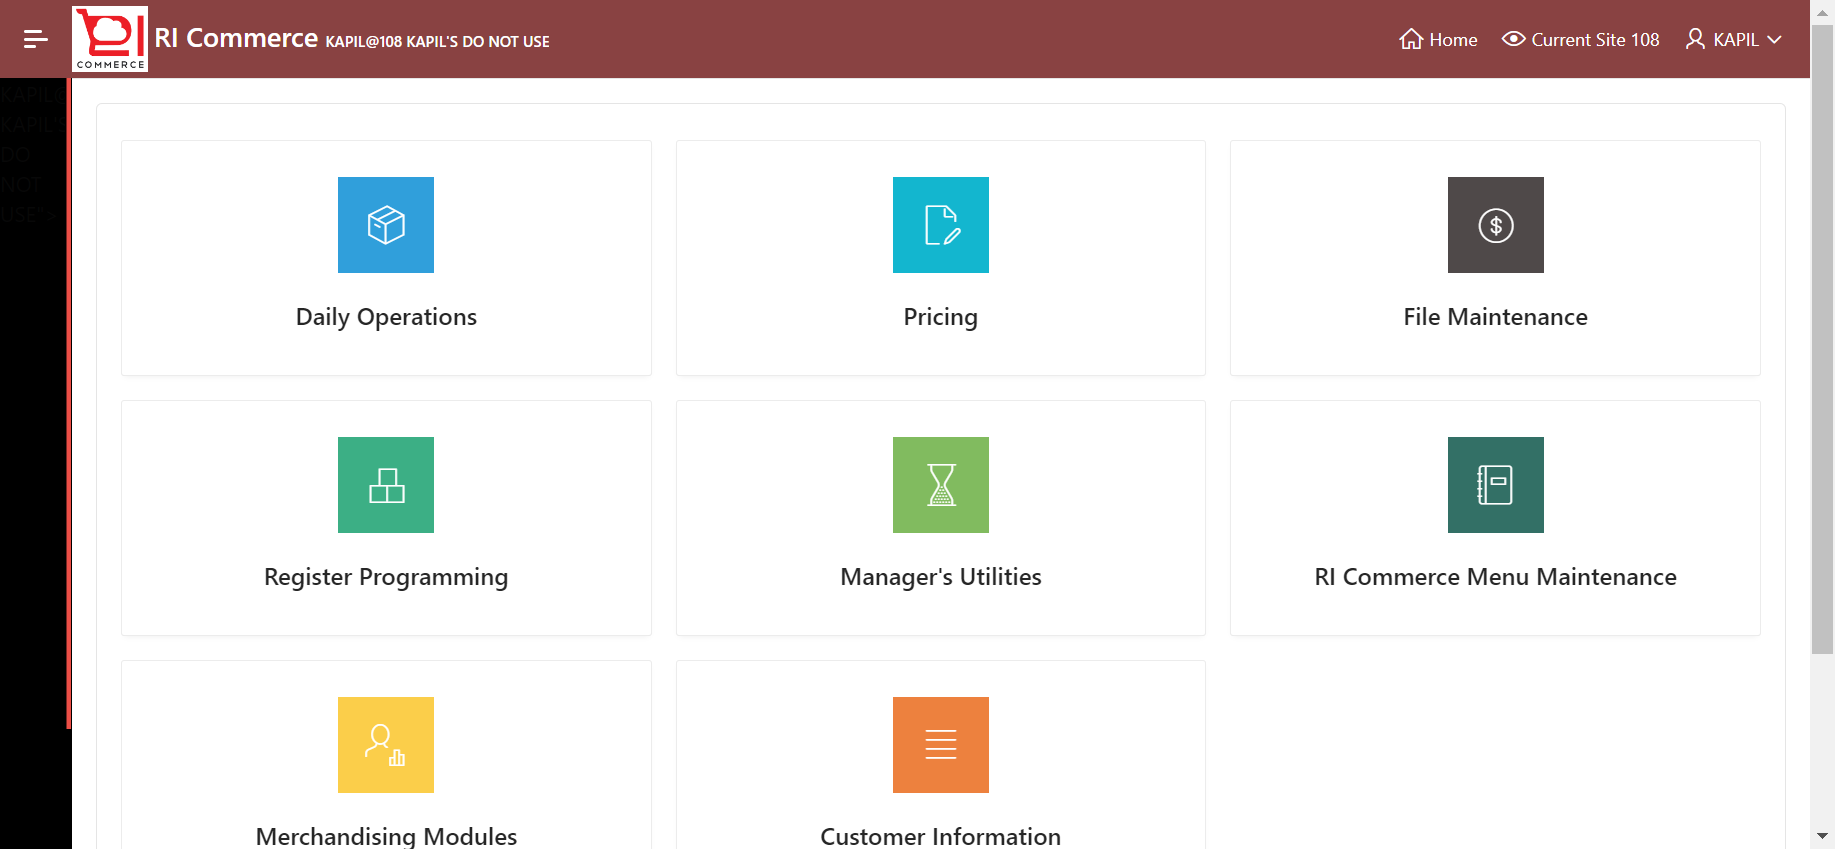 COMMERCE
RI Commerce KAPIL@108 KAPIL'S DO NOT USE
Home
Current Site 108
KAPIL
KAPIL@
KAPIL'S
DO
NOT
USE">
Daily Operations
Pricing
File Maintenance
Register Programming
Manager's Utilities
RI Commerce Menu Maintenance
Merchandising Modules
Customer Information